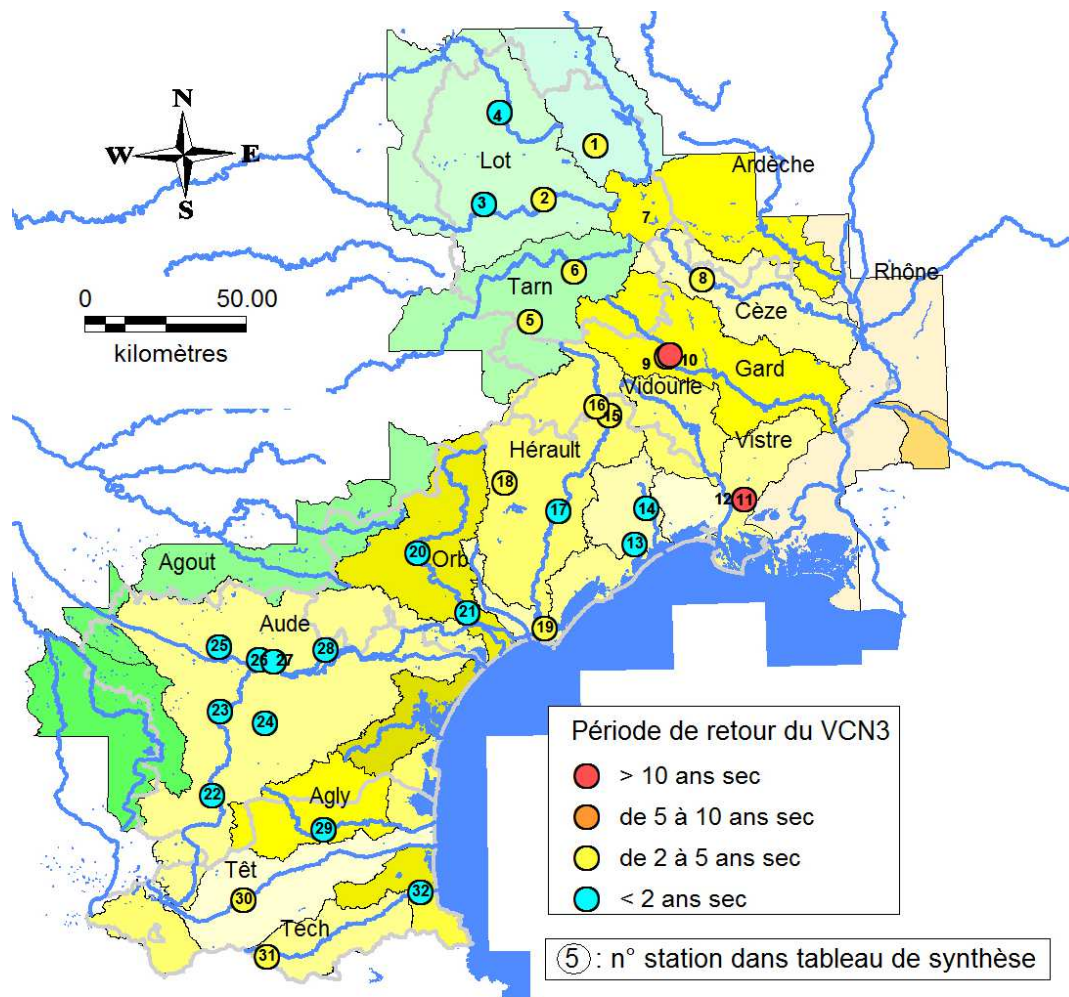 N
W E
S
0 50.00
kilomètres
4
1
Lot
Ardèche
3
2
7
6
8
Rhône
Tarn
Cèze
5
9 10
Gard
Vidourle
16
15
Hérault
Vistre
18
17
14
12 11
13
20
Orb
Agout
21
19
Aude
25
28
26 27
23
24
22
Agly
29
Têt
30
32
Tech
31
Période de retour du VCN3
> 10 ans sec
de 5 à 10 ans sec
de 2 à 5 ans sec
< 2 ans sec
5 : n° station dans tableau de synthèse